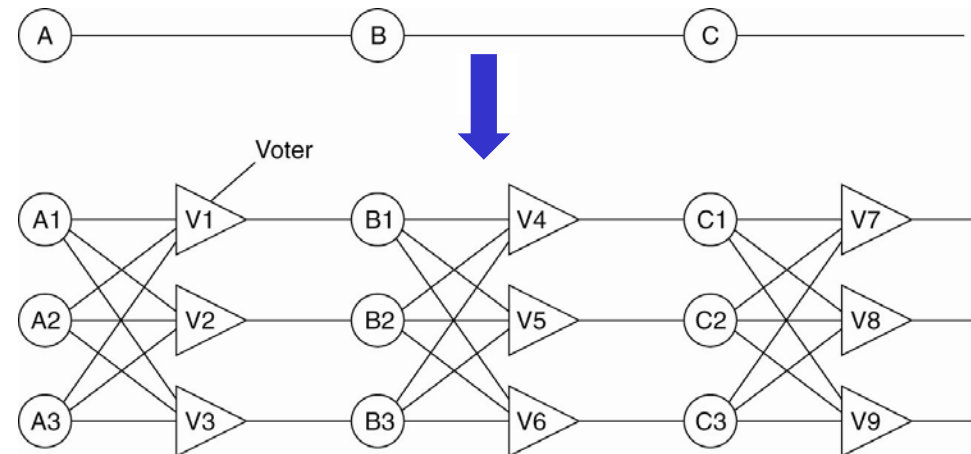 A B C
Voter
A1 V1 B1 V4 C1 V7
A2 V2 B2 V5 C2 V8
A3 V3 B3 V6 C3 V9